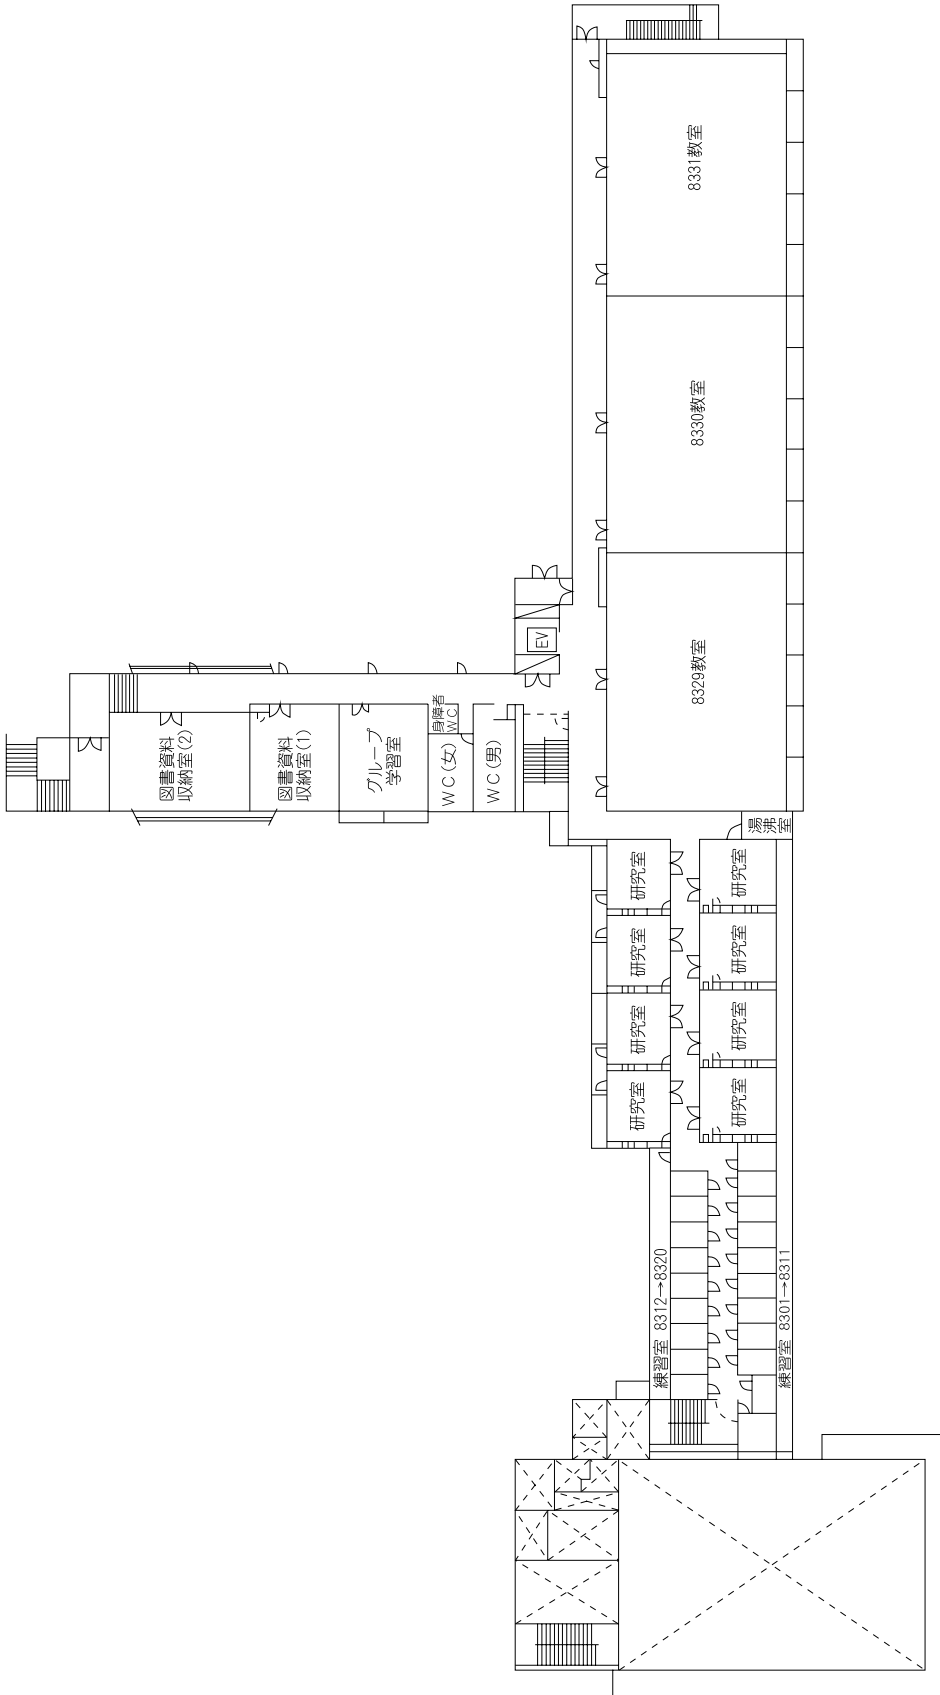 8331教室
8330教室
EV
8329教室
図書資料
収納室(2)
図書資料
収納室(1)
グループ
学習室
身障者
WC
WC(女)
WC(男)
湯沸
室
研究室
研究室
研究室
研究室
研究室
研究室
研究室
研究室
練習室 8312→8320
練習室 8301→8311